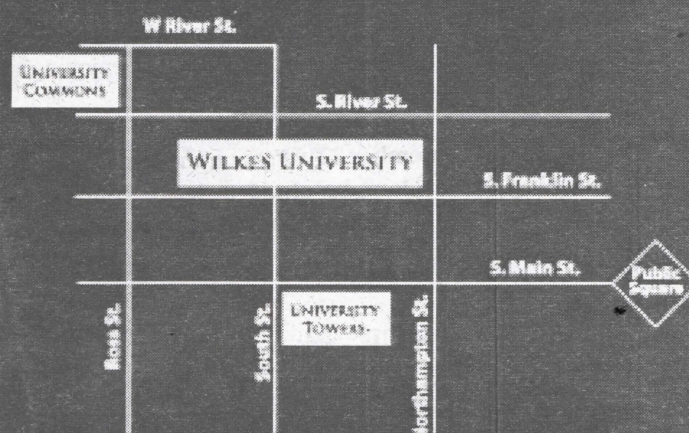 W River St.
UNIVERSITY
COMMONS
S. River St.
WILKES UNIVERSITY
S. Franklin St.
S. Main St.
Public
Square
UNIVERSITY
TOWERS
Ross St.
South St.
Northampton St.